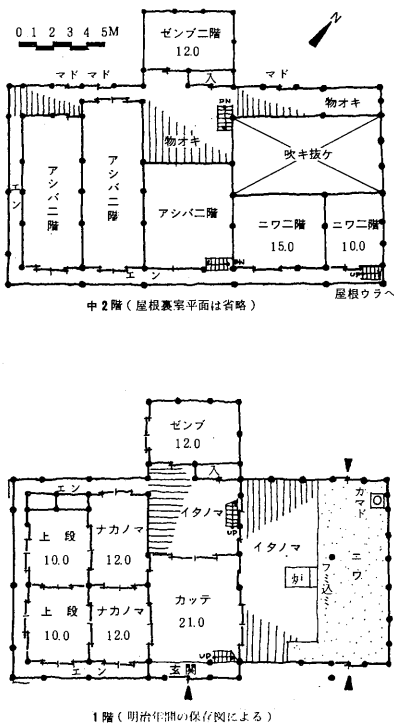 0 1 2 3 4 5M
N
ゼンブ二階
12.0
入
マド マド
マド
DN
物オキ
物オキ
吹キ抜ケ
アシバ二階
アシバ二階
エン
アシバ二階
ニワ二階
15.0
ニワ二階
10.0
エン
DN
UP
屋根ウラヘ
中2階(屋根裏室平面は省略)
ゼンブ
12.0
入
エン
イタノマ
UP
カマド
上段
10.0
ナカノマ
12.0
イタノマ
炉
フミ込ミ
ニワ
上段
10.0
ナカノマ
12.0
カッテ
21.0
エン
UP
玄関
1階(明治年間の保存図による)